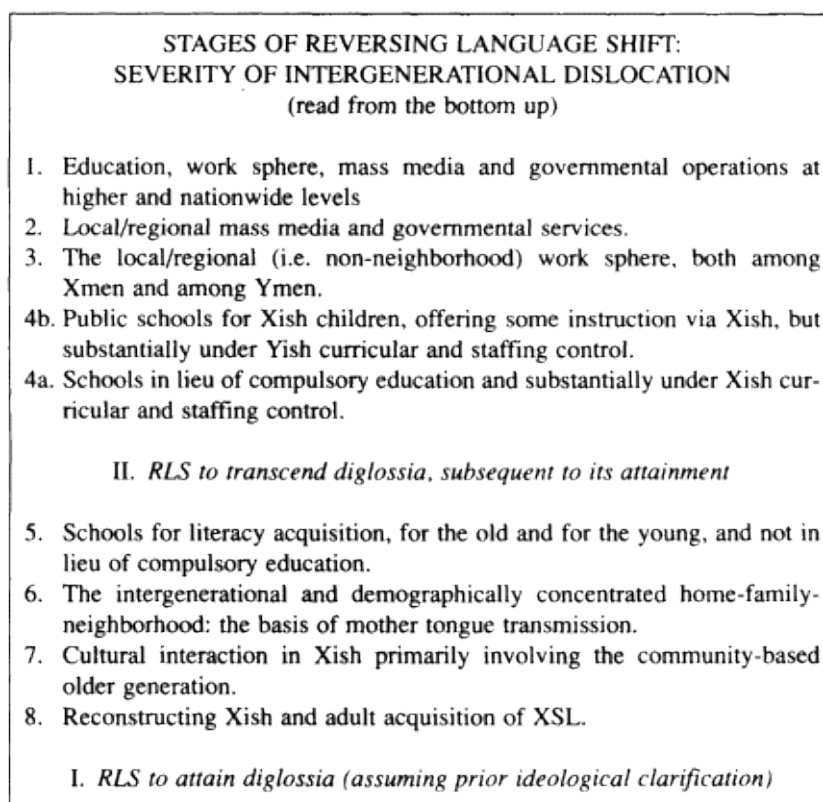 STAGES OF REVERSING LANGUAGE SHIFT:
SEVERITY OF INTERGENERATIONAL DISLOCATION
(read from the bottom up)
1. Education, work sphere, mass media and governmental operations at
higher and nationwide levels
2. Local/regional mass media and governmental services.
3. The local/regional (i.e. non-neighborhood) work sphere, both among
Xmen and among Ymen.
4b. Public schools for Xish children, offering some instruction via Xish, but
substantially under Yish curricular and staffing control.
4a. Schools in lieu of compulsory education and substantially under Xish cur-
ricular and staffing control.
II. RLS to transcend diglossia, subsequent to its attainment
5. Schools for literacy acquisition, for the old and for the young, and not in
lieu of compulsory education.
6. The intergenerational and demographically concentrated home-family-
neighborhood: the basis of mother tongue transmission.
7. Cultural interaction in Xish primarily involving the community-based
older generation.
8. Reconstructing Xish and adult acquisition of XSL.
I. RLS to attain diglossia (assuming prior ideological clarification)